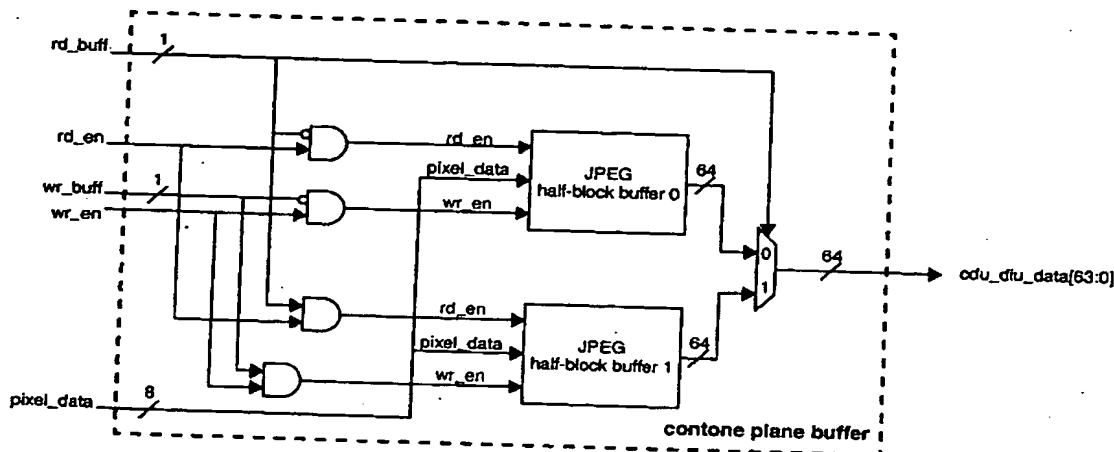 rd_buff
1
rd_en
wr_buff
1
wr_en
rd_en
pixel_data
wr_en
JPEG
half-block buffer 0
64
0
1
64
cdu_diu_data[63:0]
rd_en
pixel_data
wr_en
JPEG
half-block buffer 1
64
pixel_data
8
contone plane buffer